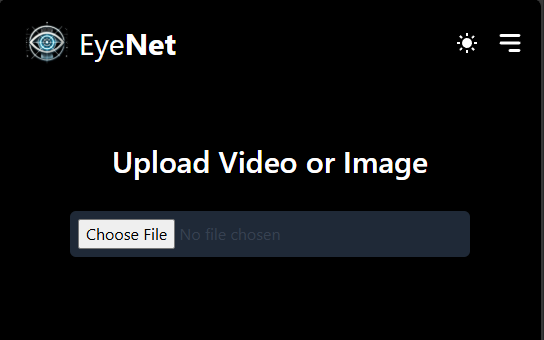 EyeNet
Upload Video or Image
Choose File No file chosen